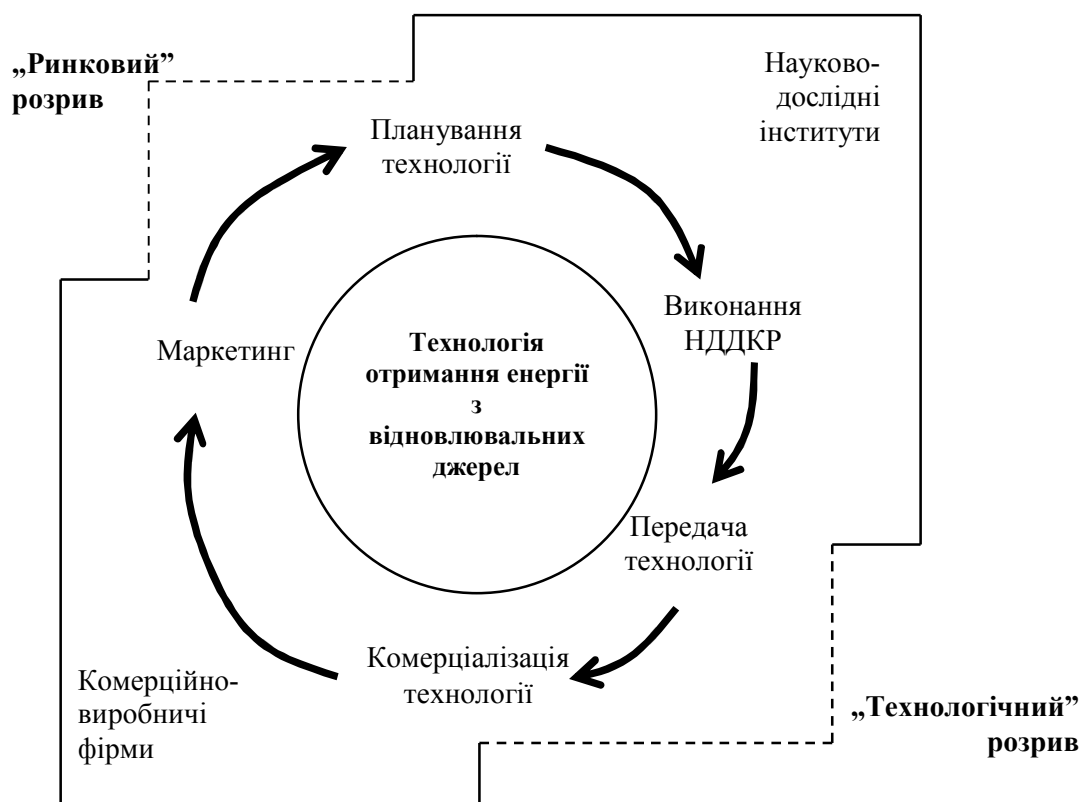 „Ринковий”
розрив
Науково-
дослідні
інститути
Планування
технології
Виконання
НДДКР
Маркетинг
Технологія
отримання енергії
з
відновлювальних
джерел
Передача
технології
Комерціалізація
технології
Комерційно-
виробничі
фірми
„Технологічний”
розрив